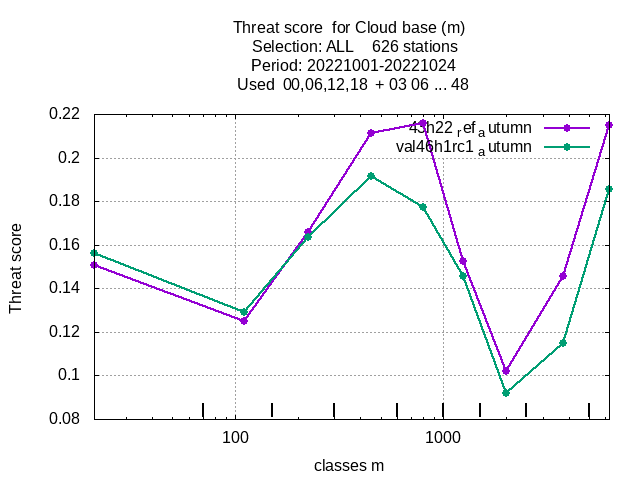 Threat score  for Cloud base (m)
Selection: ALL    626 stations
Period: 20221001-20221024
Used  00,06,12,18  + 03 06 ... 48
0.22
0.2
0.18
0.16
0.14
0.12
0.1
0.08
Threat score
43h22 ref a utumn
val46h1rc1 a utumn
100
1000
classes m